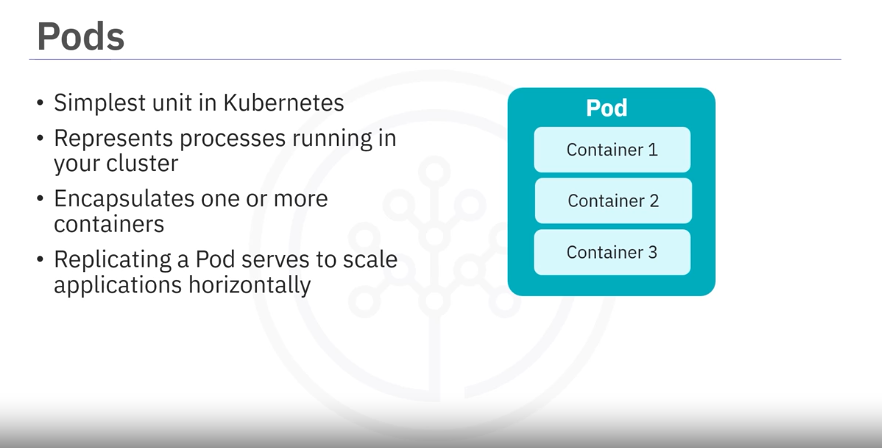 Pods
• Simplest unit in Kubernetes
• Represents processes running in
your cluster
• Encapsulates one or more
containers
• Replicating a Pod serves to scale
applications horizontally
Pod
Container 1
Container 2
Container 3